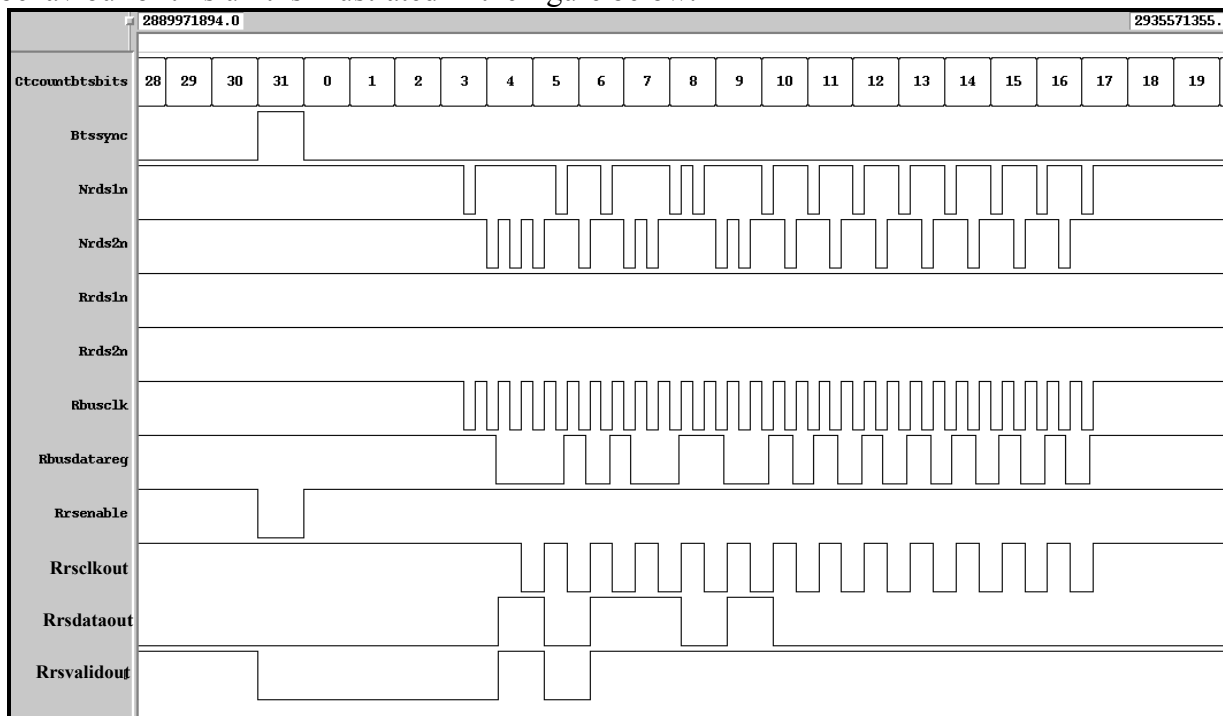 2889971894.0 2935571355.
Ctcountbtsbits 28 29 30 31 0 1 2 3 4 5 6 7 8 9 10 11 12 13 14 15 16 17 18 19
Btssync
Nrds1n
Nrds2n
Rrds1n
Rrds2n
Rbusclk
Rbusdatareg
Rrsenable
Rrsclkout
Rrsdataout
Rrsvalidout